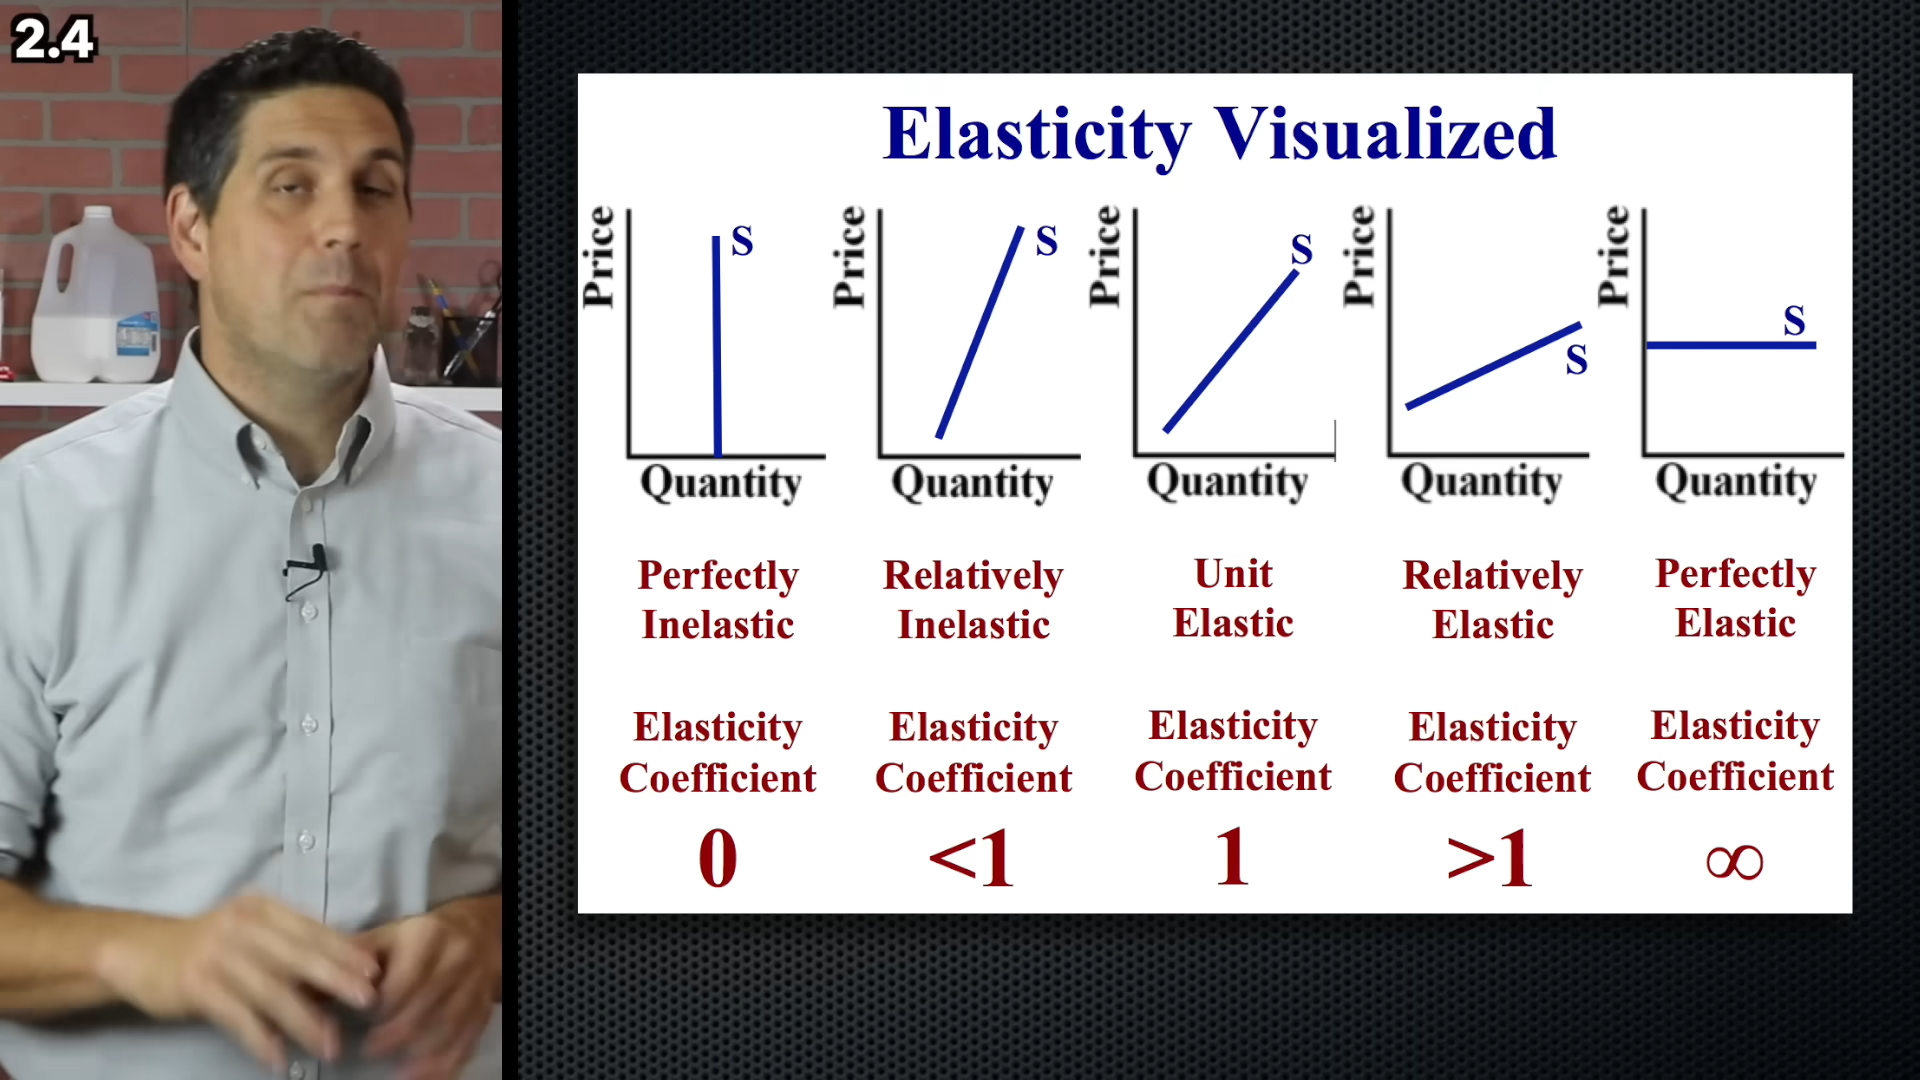 2.4
Elasticity Visualized
Price
S
Quantity
Price
S
Quantity
Price
S
Quantity
Price
S
Quantity
Price
S
Quantity
Perfectly
Inelastic
Relatively
Inelastic
Unit
Elastic
Relatively
Elastic
Perfectly
Elastic
Elasticity
Coefficient
0
Elasticity
Coefficient
<1
Elasticity
Coefficient
1
Elasticity
Coefficient
>1
Elasticity
Coefficient
∞